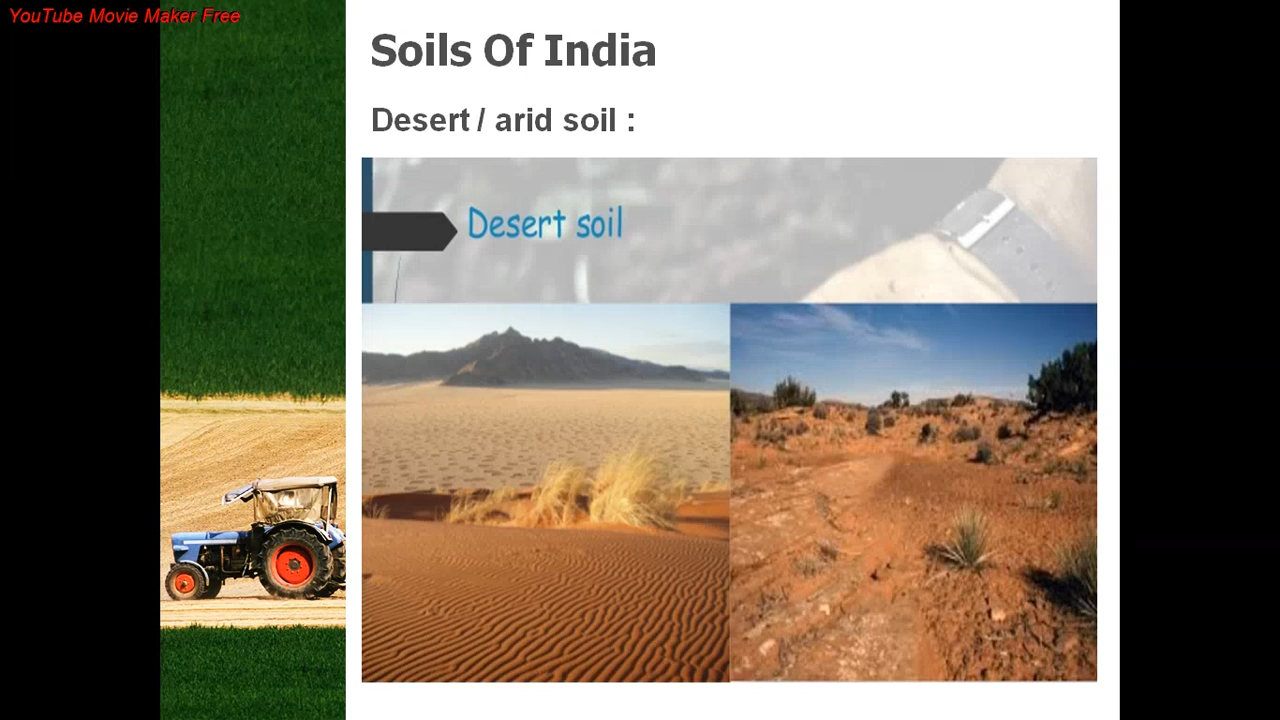 YouTube Movie Maker Free
Soils Of India
Desert / arid soil :
Desert soil